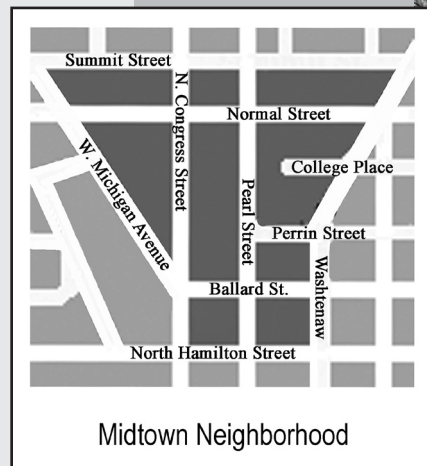 Summit Street
N. Congress Street
Normal Street
W. Michigan Avenue
College Place
Pearl Street
Perrin Street
Washtenaw
Ballard St.
North Hamilton Street
Midtown Neighborhood